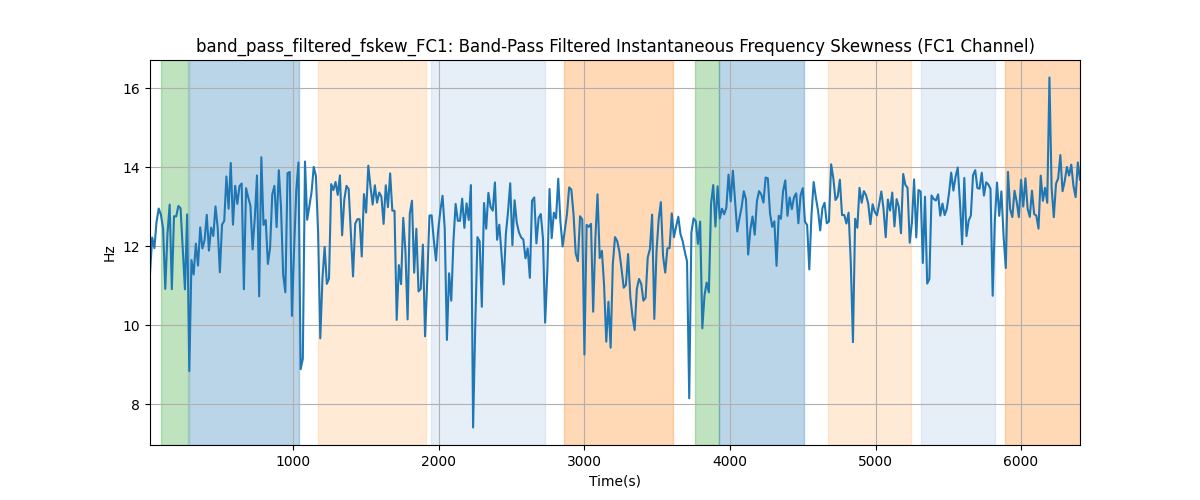 band_pass_filtered_fskew_FC1: Band-Pass Filtered Instantaneous Frequency Skewness (FC1 Channel)
16
14
12
10
8
Hz
1000 2000 3000 4000 5000 6000
Time(s)